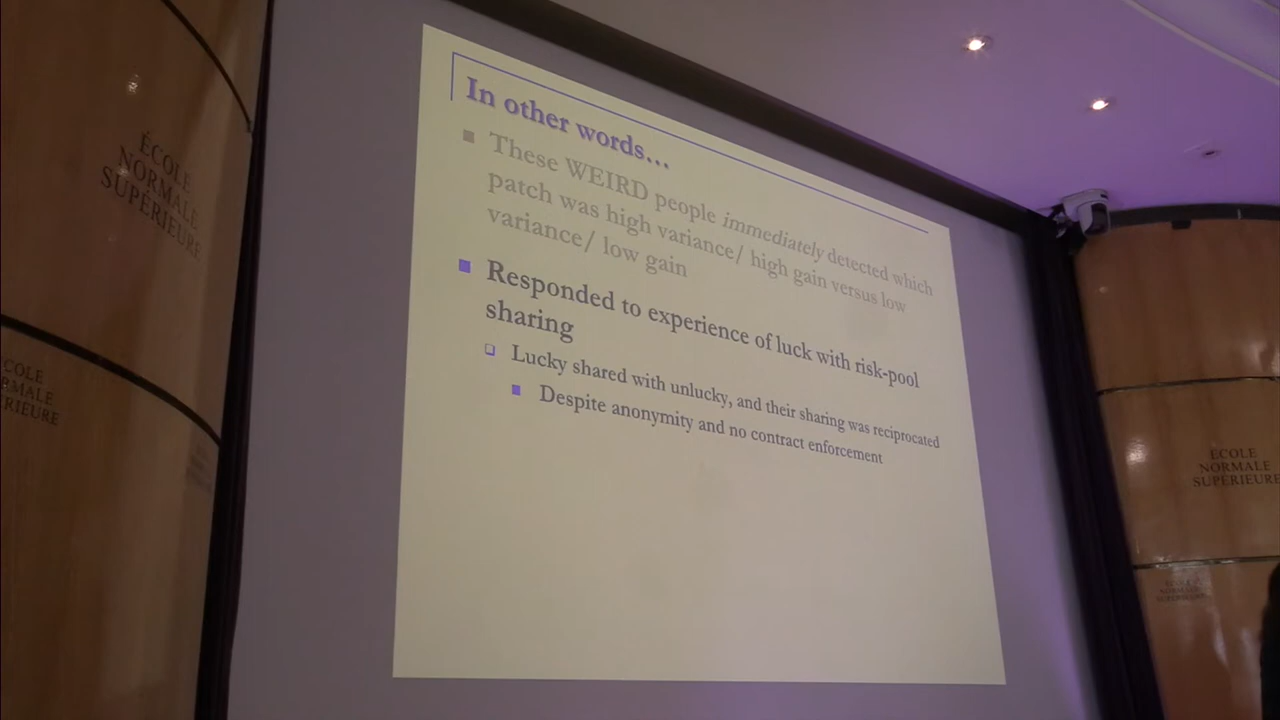 ÉCOLE
NORMALE
SUPÉRIEURE
In other words…
These WEIRD people immediately detected which
patch was high variance/ high gain versus low
variance/ low gain
Responded to experience of luck with risk-pool
sharing
Lucky shared with unlucky, and their sharing was reciprocated
Despite anonymity and no contract enforcement
ECOLE
NORMALE
SUPERIEURE